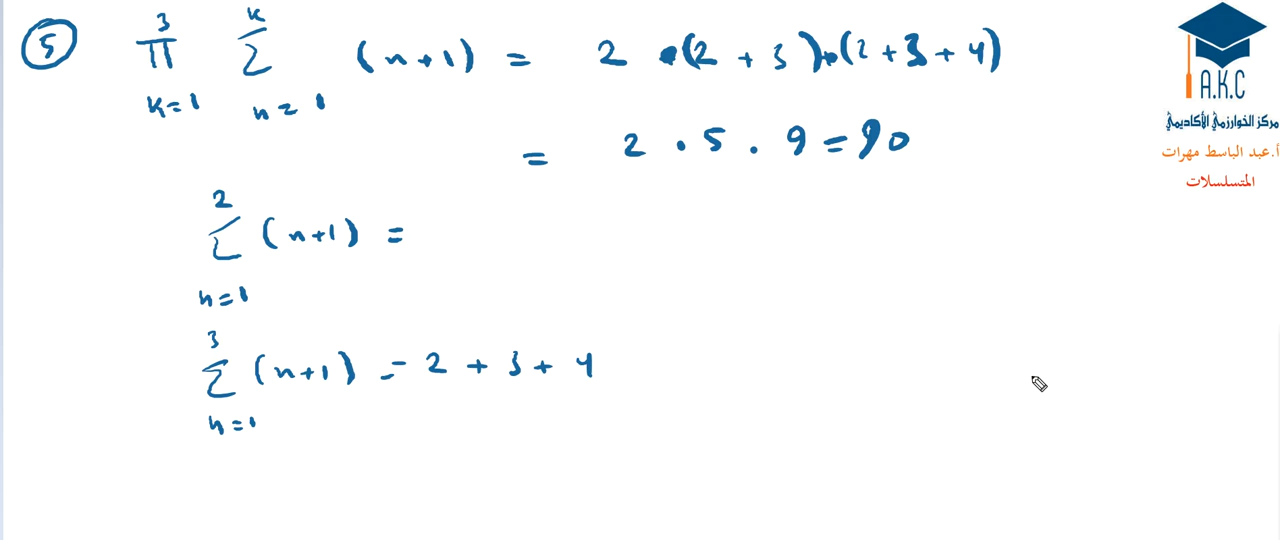 ⑤ ∏_{k=1}^{3} ∑_{n=1}^{k} (n+1) = 2 · (2 + 3) · (2 + 3 + 4)
= 2 · 5 · 9 = 90
∑_{n=1}^{2} (n+1) =
∑_{n=1}^{3} (n+1) = 2 + 3 + 4
A.K.C
مركز الخوارزمي الأكاديمي
أ.عبد الباسط مهرات
المتسلسلات